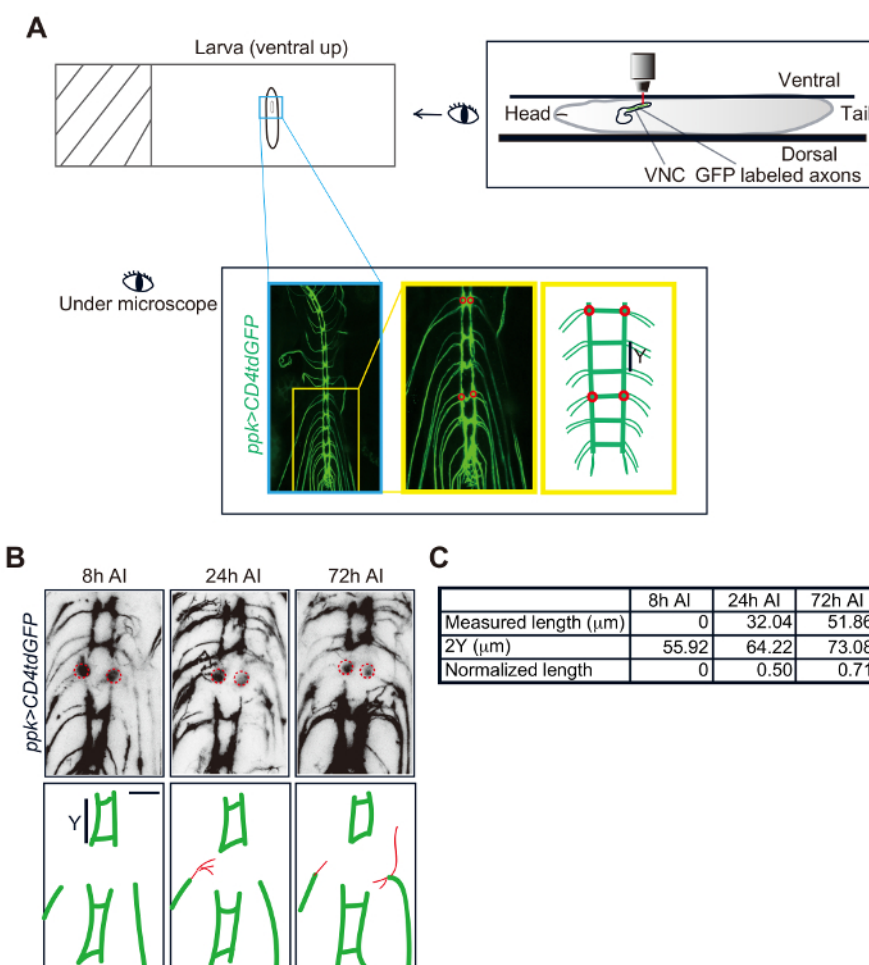 A
Larva (ventral up)
Ventral
Head
Tail
Dorsal
VNC GFP labeled axons
Under microscope
ppk>CD4tdGFP
Y
B
8h AI
24h AI
72h AI
ppk>CD4tdGFP
Y
C
8h AI 24h AI 72h AI
Measured length (μm) 0 32.04 51.86
2Y (μm) 55.92 64.22 73.08
Normalized length 0 0.50 0.71